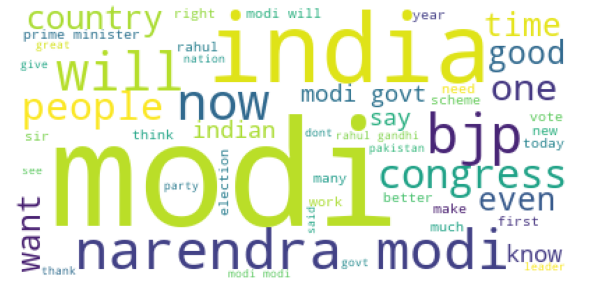 country
right
modi will
year
time
prime minister
great
rahul
nation
india
good
give
will
people
now
modi govt
need
scheme
one
sir
think
indian
say
bjp
vote
new
today
dont
rahul gandhi
pakistan
modi
see
want
party
election
many
work
said
congress
better
even
make
much
first
narendra modi
know
thank
modi modi
govt
leader